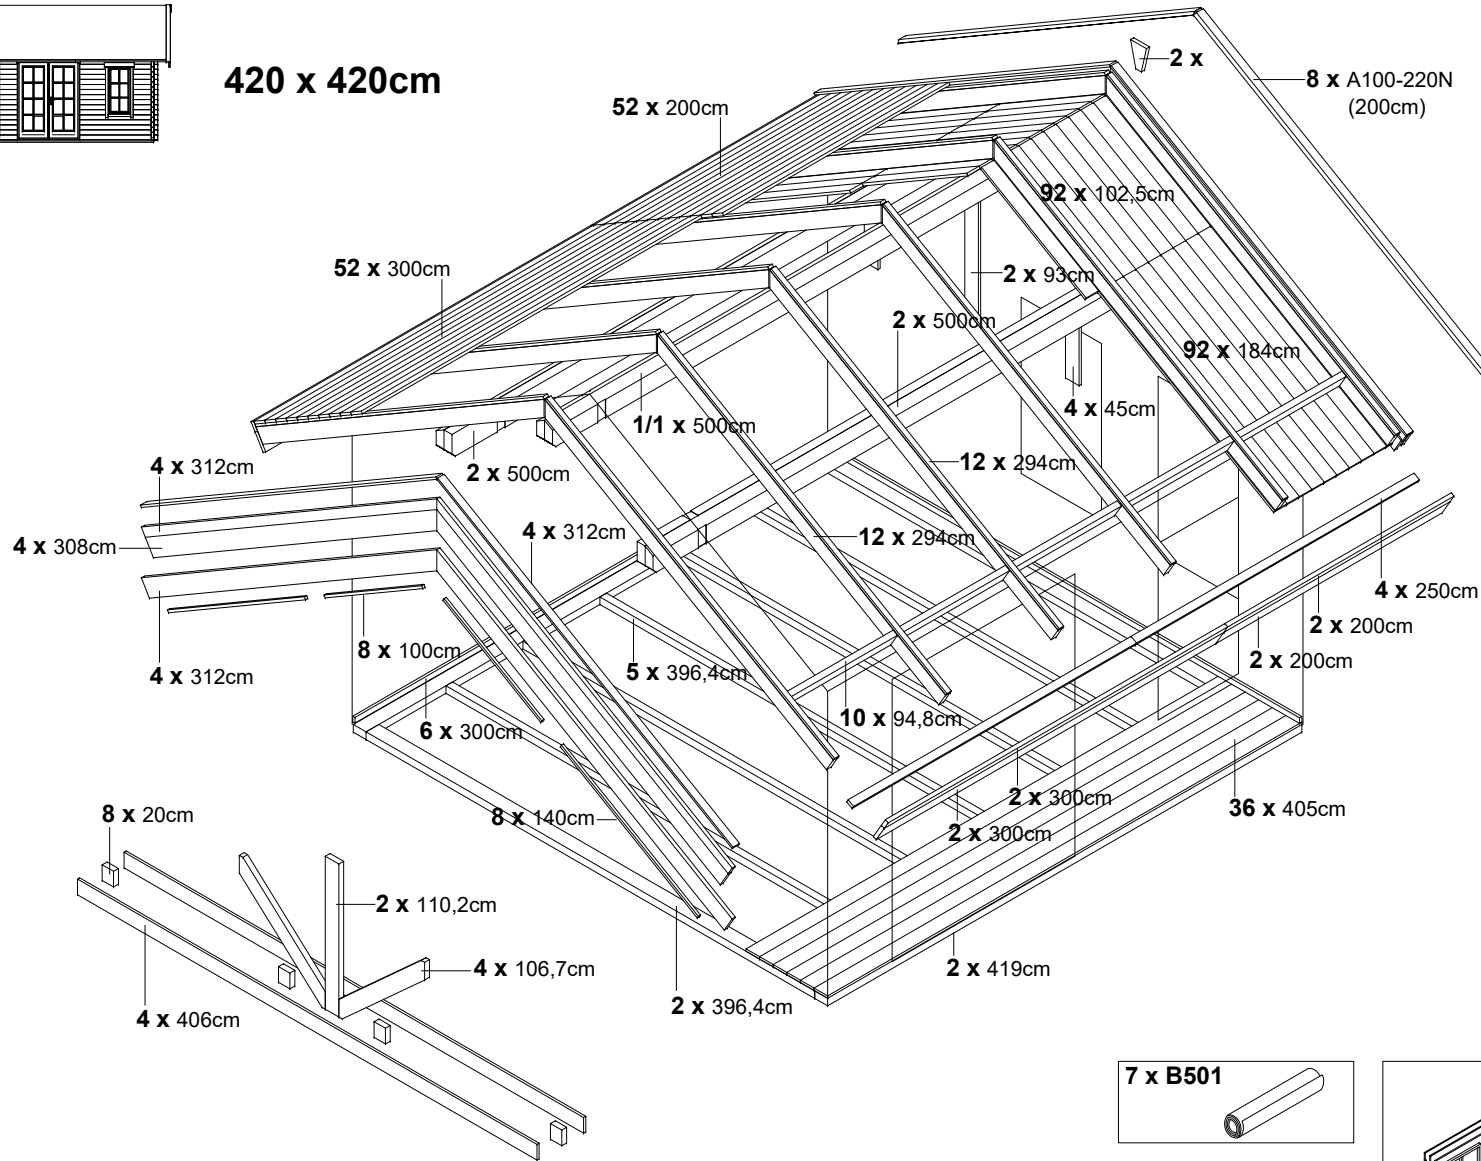 420 x 420cm
2 x
8 x A100-220N
(200cm)
52 x 200cm
92 x 102,5cm
52 x 300cm
2 x 93cm
2 x 500cm
92 x 184cm
4 x 45cm
1/1 x 500cm
4 x 312cm
2 x 500cm
12 x 294cm
4 x 312cm
12 x 294cm
4 x 308cm
4 x 250cm
2 x 200cm
8 x 100cm
2 x 200cm
4 x 312cm
5 x 396,4cm
10 x 94,8cm
6 x 300cm
2 x 300cm
36 x 405cm
8 x 20cm
8 x 140cm
2 x 300cm
2 x 110,2cm
4 x 106,7cm
2 x 419cm
2 x 396,4cm
4 x 406cm
7 x B501